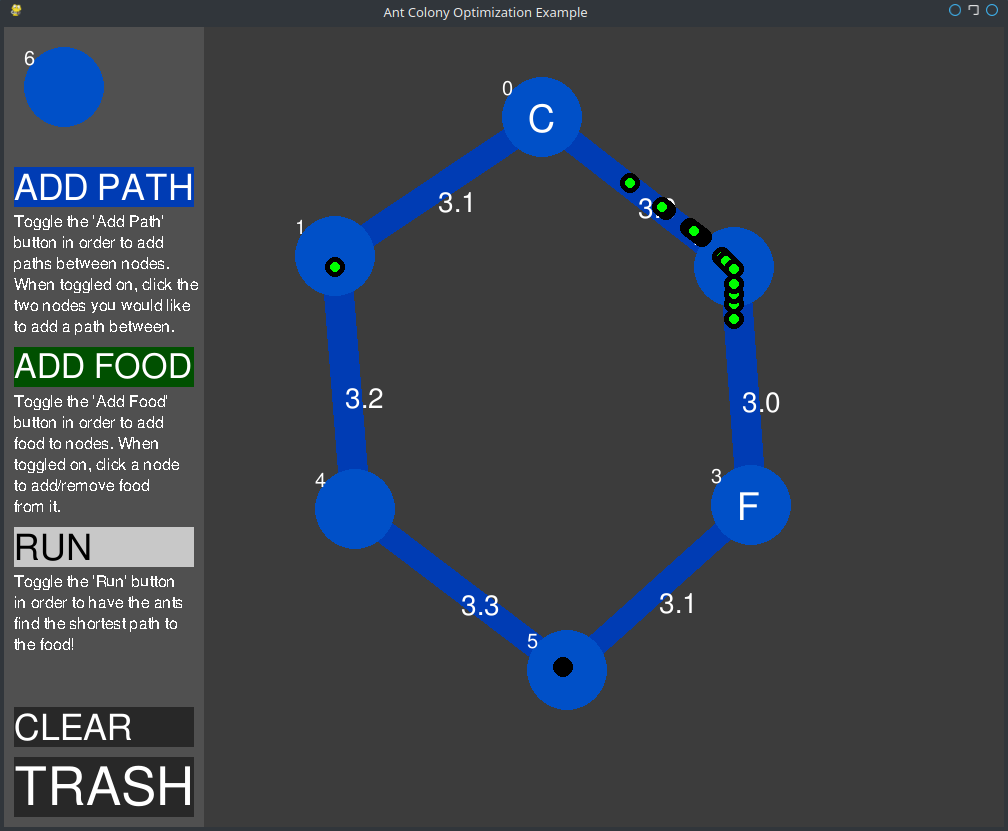 Ant Colony Optimization Example
6
ADD PATH
Toggle the 'Add Path'
button in order to add
paths between nodes.
When toggled on, click the
two nodes you would like
to add a path between.
ADD FOOD
Toggle the 'Add Food'
button in order to add
food to nodes. When
toggled on, click a node
to add/remove food
from it.
RUN
Toggle the 'Run' button
in order to have the ants
find the shortest path to
the food!
CLEAR
TRASH
0
C
3.1
1
3.2
3.0
4
3
F
3.3
3.1
5